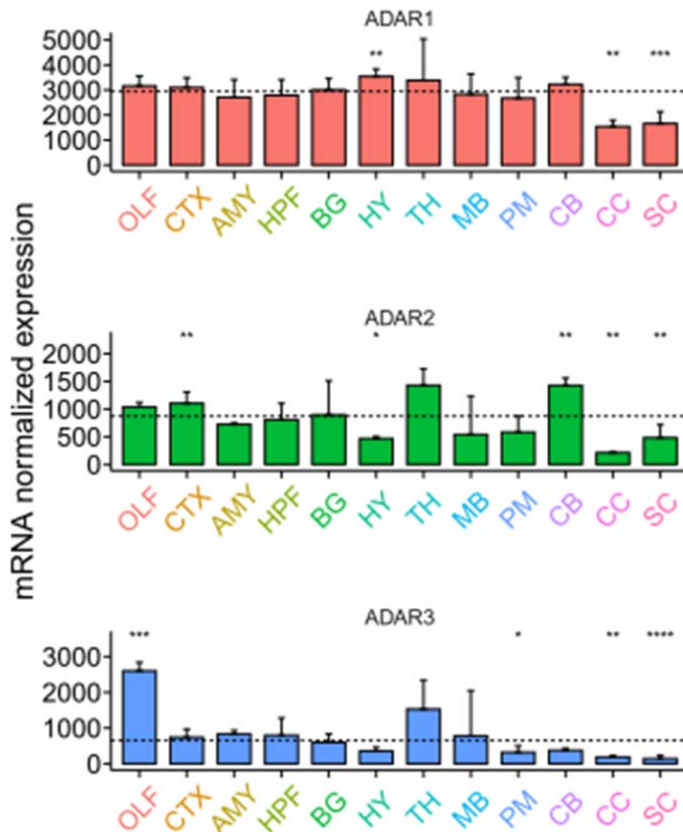 ADAR1
** ** ***
5000
4000
3000
2000
1000
0
OLF CTX AMY HPF BG HY TH MB PM CB CC SC
mRNA normalized expression
ADAR2
** * ** ** **
2000
1500
1000
500
0
OLF CTX AMY HPF BG HY TH MB PM CB CC SC
ADAR3
*** * ** ****
3000
2000
1000
0
OLF CTX AMY HPF BG HY TH MB PM CB CC SC